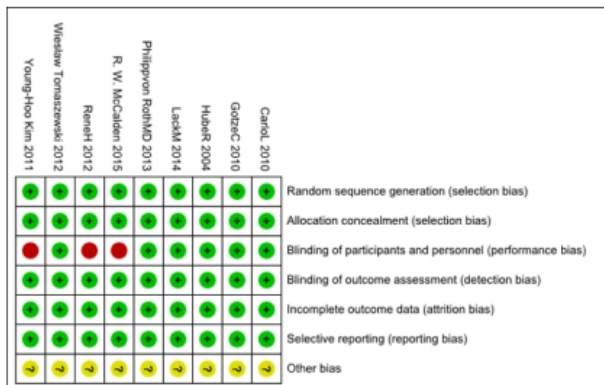 Young-Hoo Kim 2011
Wiesław Tomaszewski 2012
ReneH 2012
R. W. McCalden 2015
Philippvon RothMD 2013
LackM 2014
HubeR 2004
GotzeC 2010
CarloL 2010
+ + + + + + + + + Random sequence generation (selection bias)
+ + + + + + + + + Allocation concealment (selection bias)
+ + + + + + Blinding of participants and personnel (performance bias)
+ + + + + + + + + Blinding of outcome assessment (detection bias)
+ + + + + + + + + Incomplete outcome data (attrition bias)
+ + + + + + + + + Selective reporting (reporting bias)
? ? ? ? ? ? ? ? ? Other bias